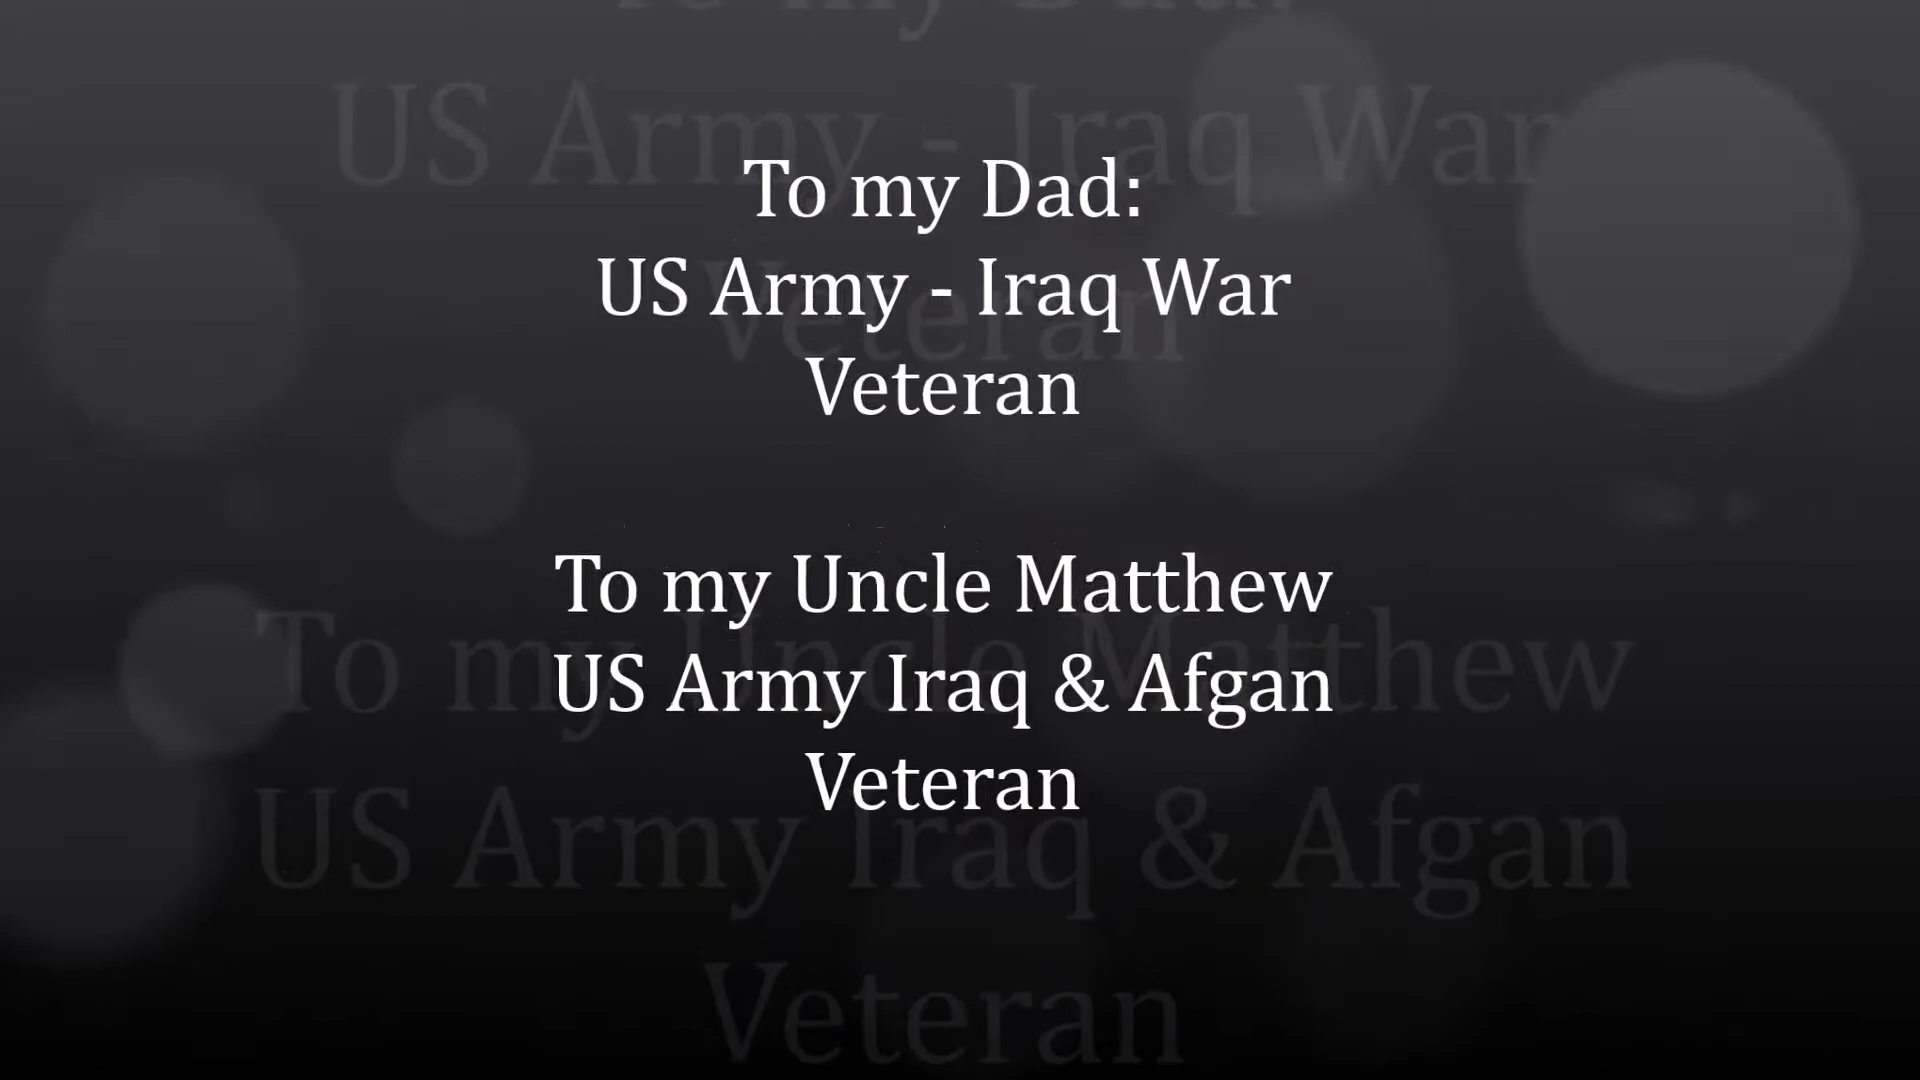 To my Dad:
US Army - Iraq War
Veteran
To my Uncle Matthew
US Army Iraq & Afgan
Veteran